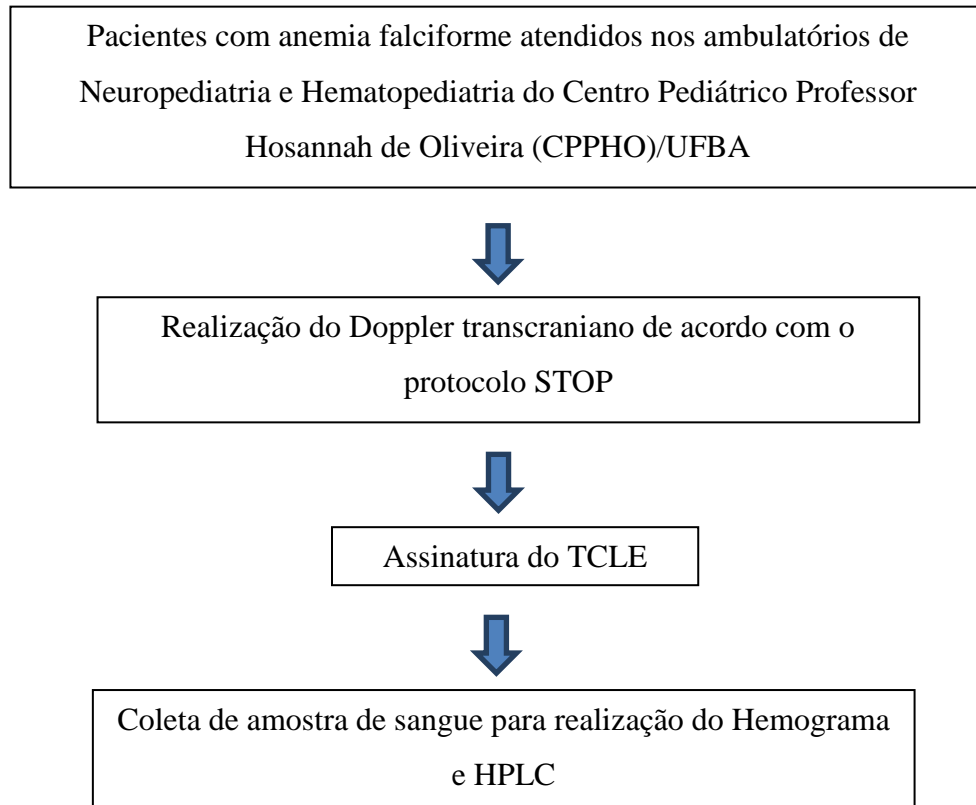 Pacientes com anemia falciforme atendidos nos ambulatórios de
Neuropediatria e Hematopediatria do Centro Pediátrico Professor
Hosannah de Oliveira (CPPHO)/UFBA
Realização do Doppler transcraniano de acordo com o
protocolo STOP
Assinatura do TCLE
Coleta de amostra de sangue para realização do Hemograma
e HPLC